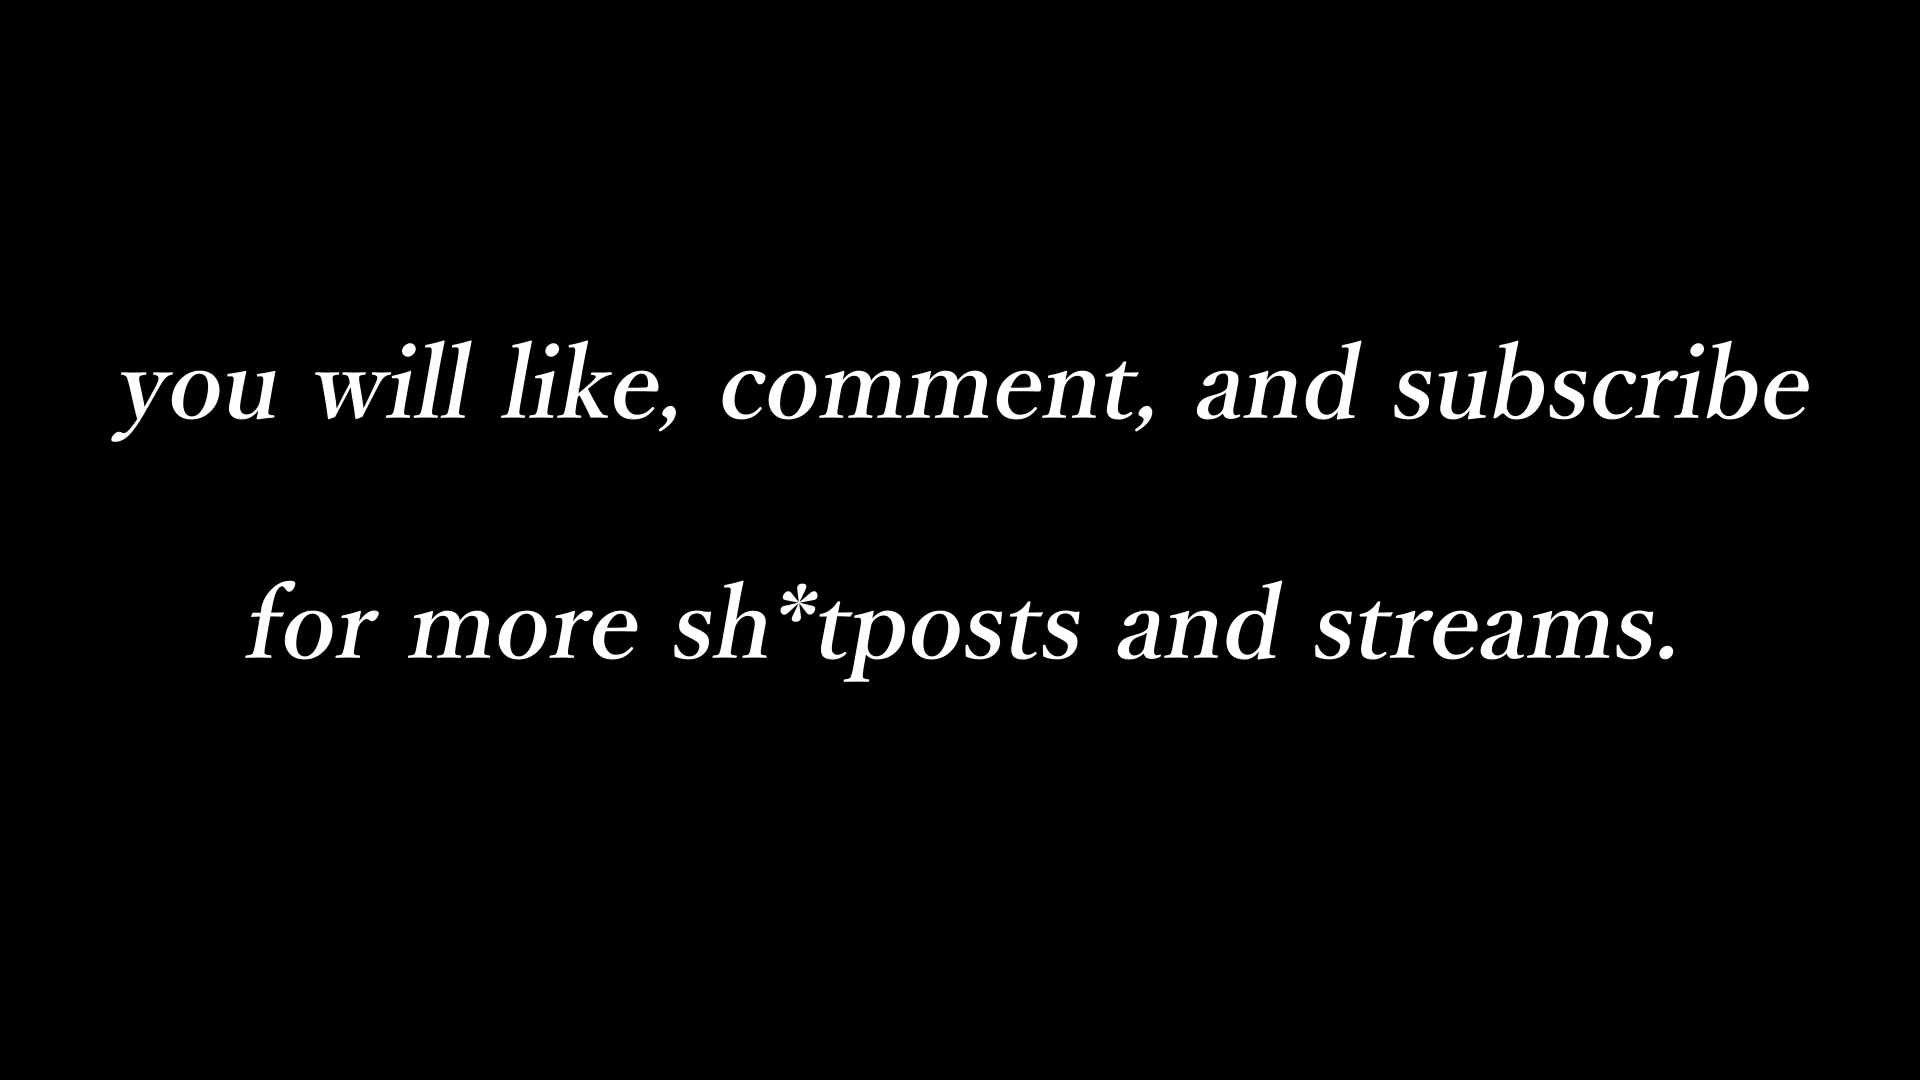 you will like, comment, and subscribe
for more sh*tposts and streams.